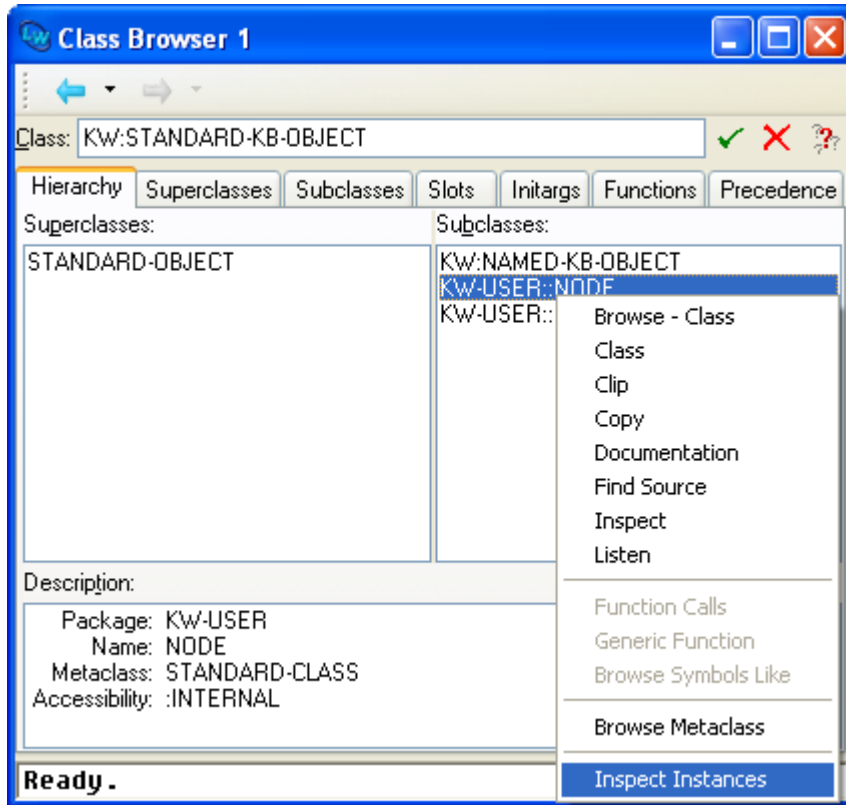 Class Browser 1
Class: KW:STANDARD-KB-OBJECT
Hierarchy Superclasses Subclasses Slots Initargs Functions Precedence
Superclasses:
STANDARD-OBJECT
Subclasses:
KW:NAMED-KB-OBJECT
KW-USER::NODE
KW-USER::
Browse - Class
Class
Clip
Copy
Documentation
Find Source
Inspect
Listen
Function Calls
Generic Function
Browse Symbols Like
Browse Metaclass
Inspect Instances
Description:
Package: KW-USER
Name: NODE
Metaclass: STANDARD-CLASS
Accessibility: :INTERNAL
Ready.